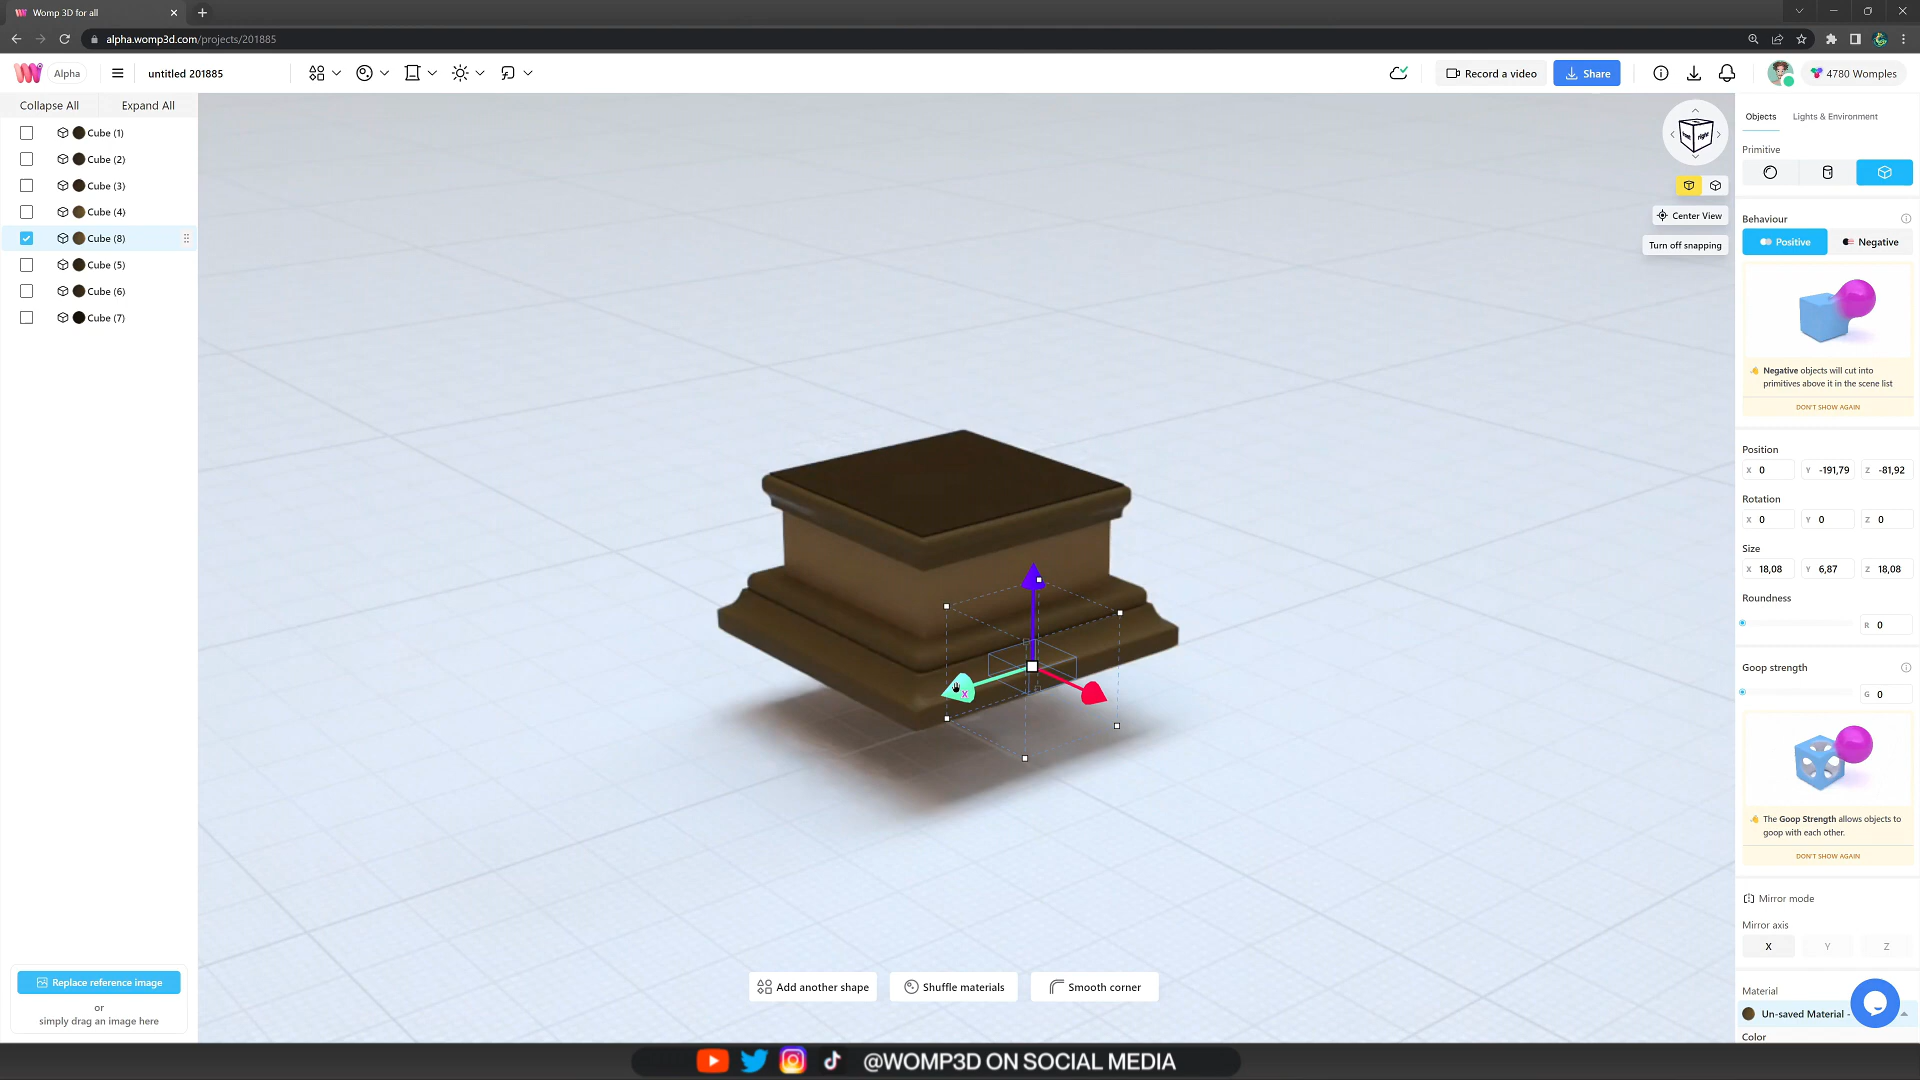 Womp 3D for all
alpha.womp3d.com/projects/201885
Alpha
untitled 201885
Record a video
Share
4780 Womples
Collapse All
Expand All
Cube (1)
Cube (2)
Cube (3)
Cube (4)
Cube (8)
Cube (5)
Cube (6)
Cube (7)
right
Center View
Turn off snapping
x
Objects
Lights & Environment
Primitive
Behaviour
Positive
Negative
Negative objects will cut into
primitives above it in the scene list
DON'T SHOW AGAIN
Position
X 0 Y -191,79 Z -81,92
Rotation
X 0 Y 0 Z 0
Size
X 18,08 Y 6,87 Z 18,08
Roundness
R 0
Goop strength
G 0
The Goop Strength allows objects to
goop with each other.
DON'T SHOW AGAIN
Mirror mode
Mirror axis
X Y Z
Material
Un-saved Material -
Color
Replace reference image
or
simply drag an image here
Add another shape
Shuffle materials
Smooth corner
@WOMP3D ON SOCIAL MEDIA